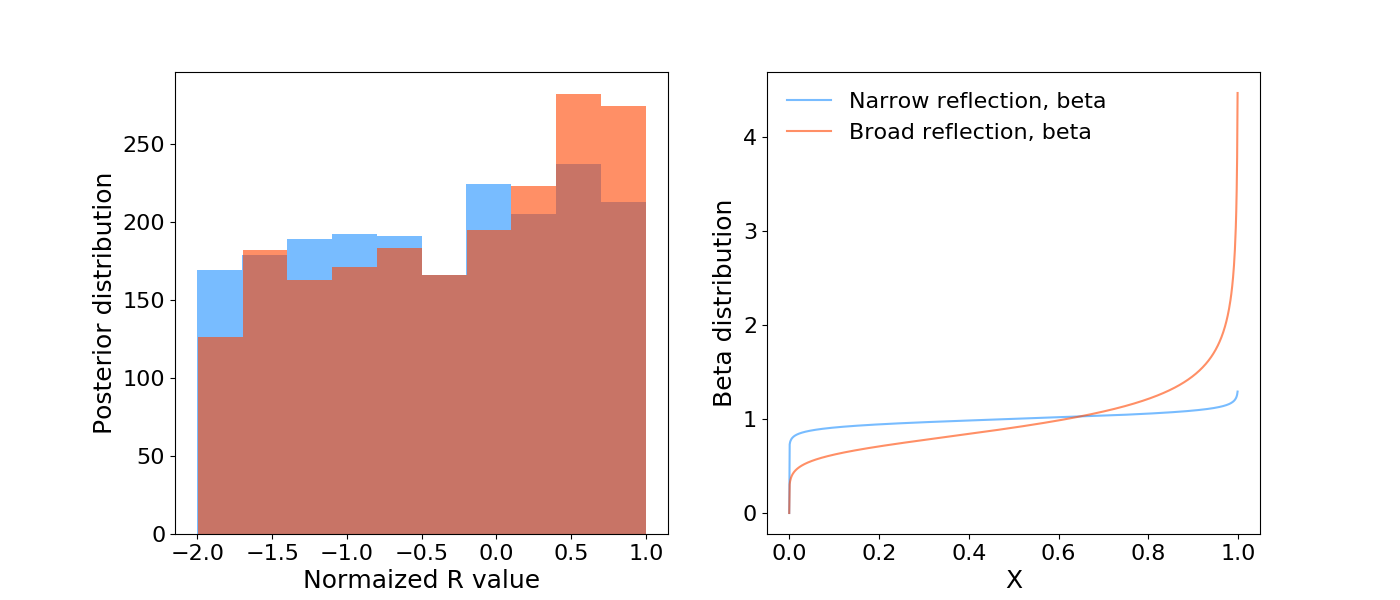 Posterior distribution
250
200
150
100
50
0
−2.0 −1.5 −1.0 −0.5 0.0 0.5 1.0
Normaized R value
Beta distribution
4
3
2
1
0
0.0 0.2 0.4 0.6 0.8 1.0
X
Narrow reflection, beta
Broad reflection, beta